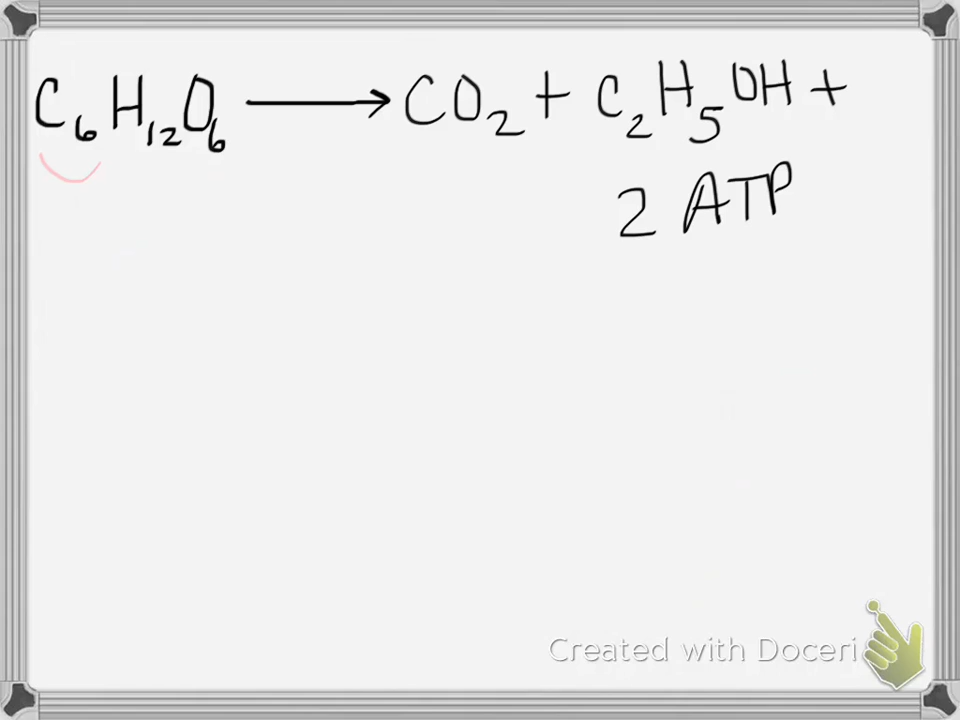 C₆H₁₂O₆ → CO₂ + C₂H₅OH +
2 ATP
Created with Doceri